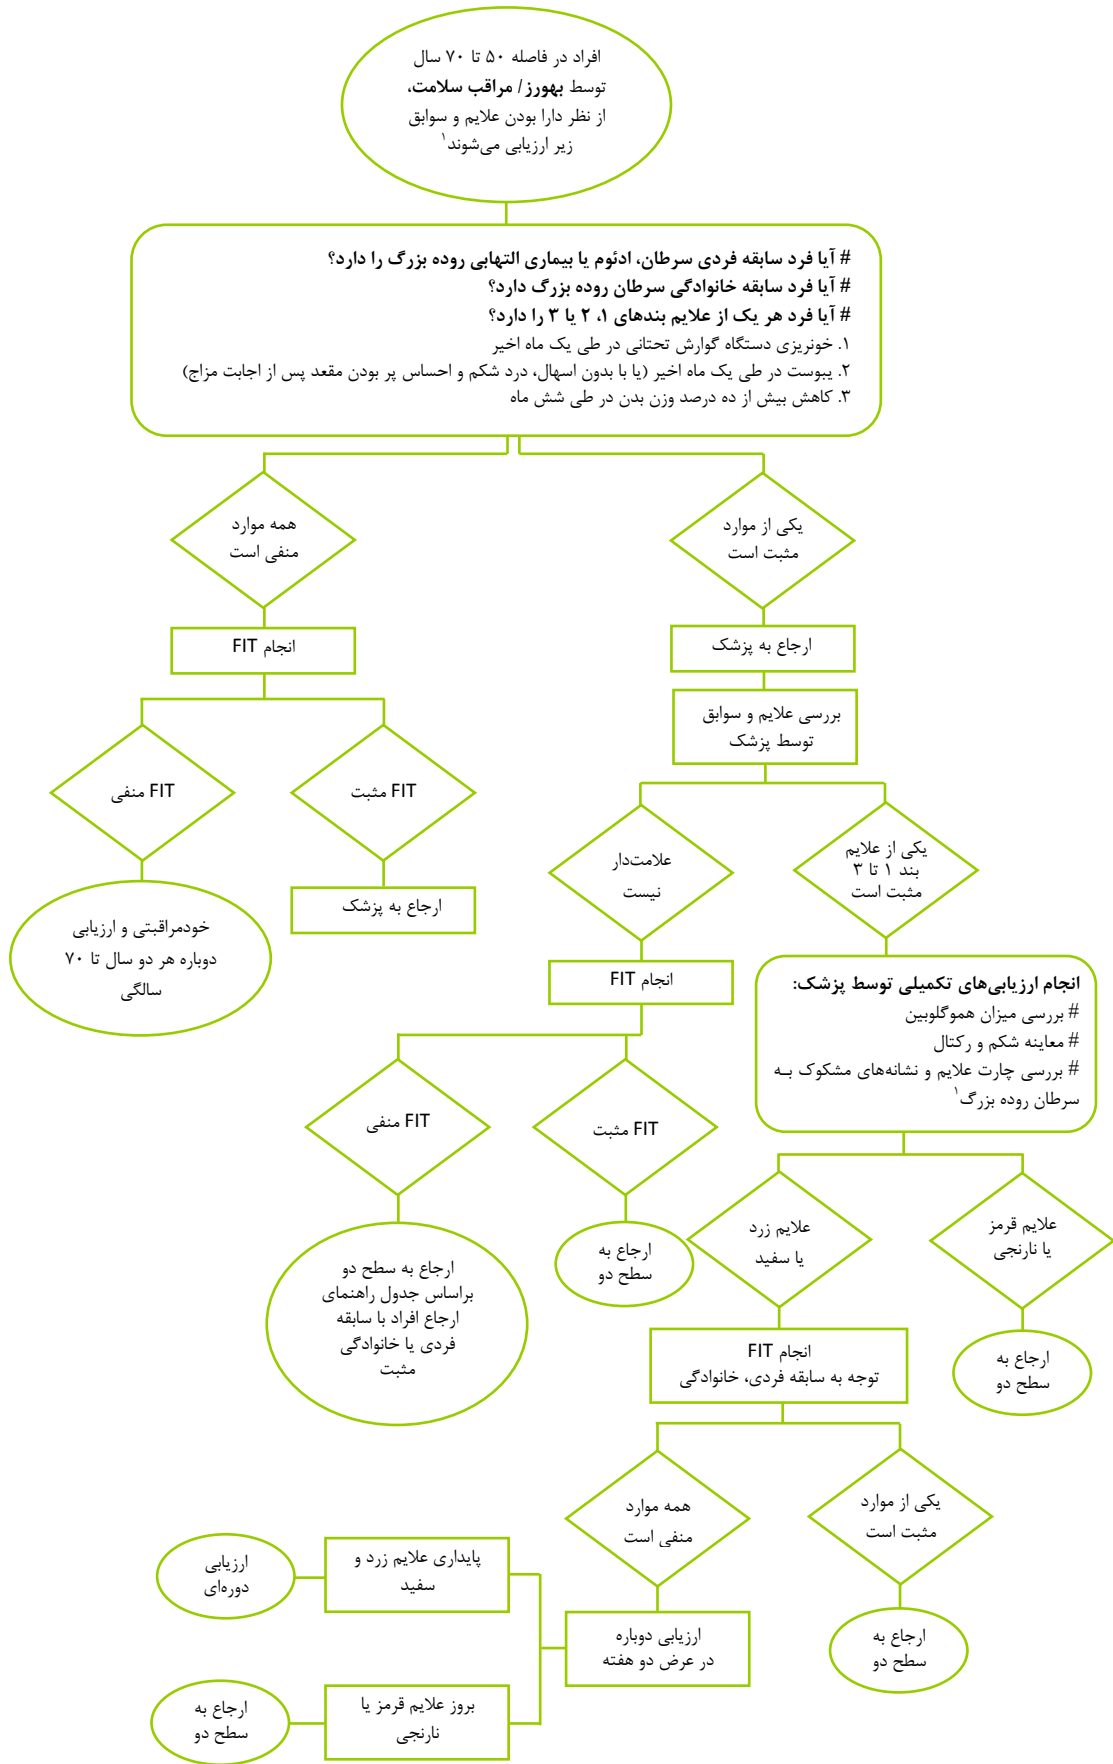 افراد در فاصله ۵۰ تا ۷۰ سال
توسط بهورز/ مراقب سلامت،
از نظر دارا بودن علایم و سوابق
زیر ارزیابی می‌شوند۱
# آیا فرد سابقه فردی سرطان، ادئوم یا بیماری التهابی روده بزرگ را دارد؟
# آیا فرد سابقه خانوادگی سرطان روده بزرگ دارد؟
# آیا فرد هر یک از علایم بندهای ۱، ۲ یا ۳ را دارد؟
۱. خونریزی دستگاه گوارش تحتانی در طی یک ماه اخیر
۲. یبوست در طی یک ماه اخیر (یا با بدون اسهال، درد شکم و احساس پر بودن مقعد پس از اجابت مزاج)
۳. کاهش بیش از ده درصد وزن بدن در طی شش ماه
یکی از موارد
مثبت است
همه موارد
منفی است
ارجاع به پزشک
انجام FIT
بررسی علایم و سوابق
توسط پزشک
FIT مثبت
FIT منفی
یکی از علایم
بند ۱ تا ۳
مثبت است
علامت‌دار
نیست
ارجاع به پزشک
خودمراقبتی و ارزیابی
دوباره هر دو سال تا ۷۰
سالگی
انجام FIT
انجام ارزیابی‌های تکمیلی توسط پزشک:
# بررسی میزان هموگلوبین
# معاینه شکم و رکتال
# بررسی چارت علایم و نشانه‌های مشکوک به
سرطان روده بزرگ۱
FIT مثبت
FIT منفی
علایم قرمز
یا نارنجی
علایم زرد
یا سفید
ارجاع به
سطح دو
ارجاع به سطح دو
براساس جدول راهنمای
ارجاع افراد با سابقه
فردی یا خانوادگی
مثبت
ارجاع به
سطح دو
انجام FIT
توجه به سابقه فردی، خانوادگی
یکی از موارد
مثبت است
همه موارد
منفی است
ارجاع به
سطح دو
ارزیابی دوباره
در عرض دو هفته
پایداری علایم زرد و
سفید
ارزیابی
دوره‌ای
بروز علایم قرمز یا
نارنجی
ارجاع به
سطح دو